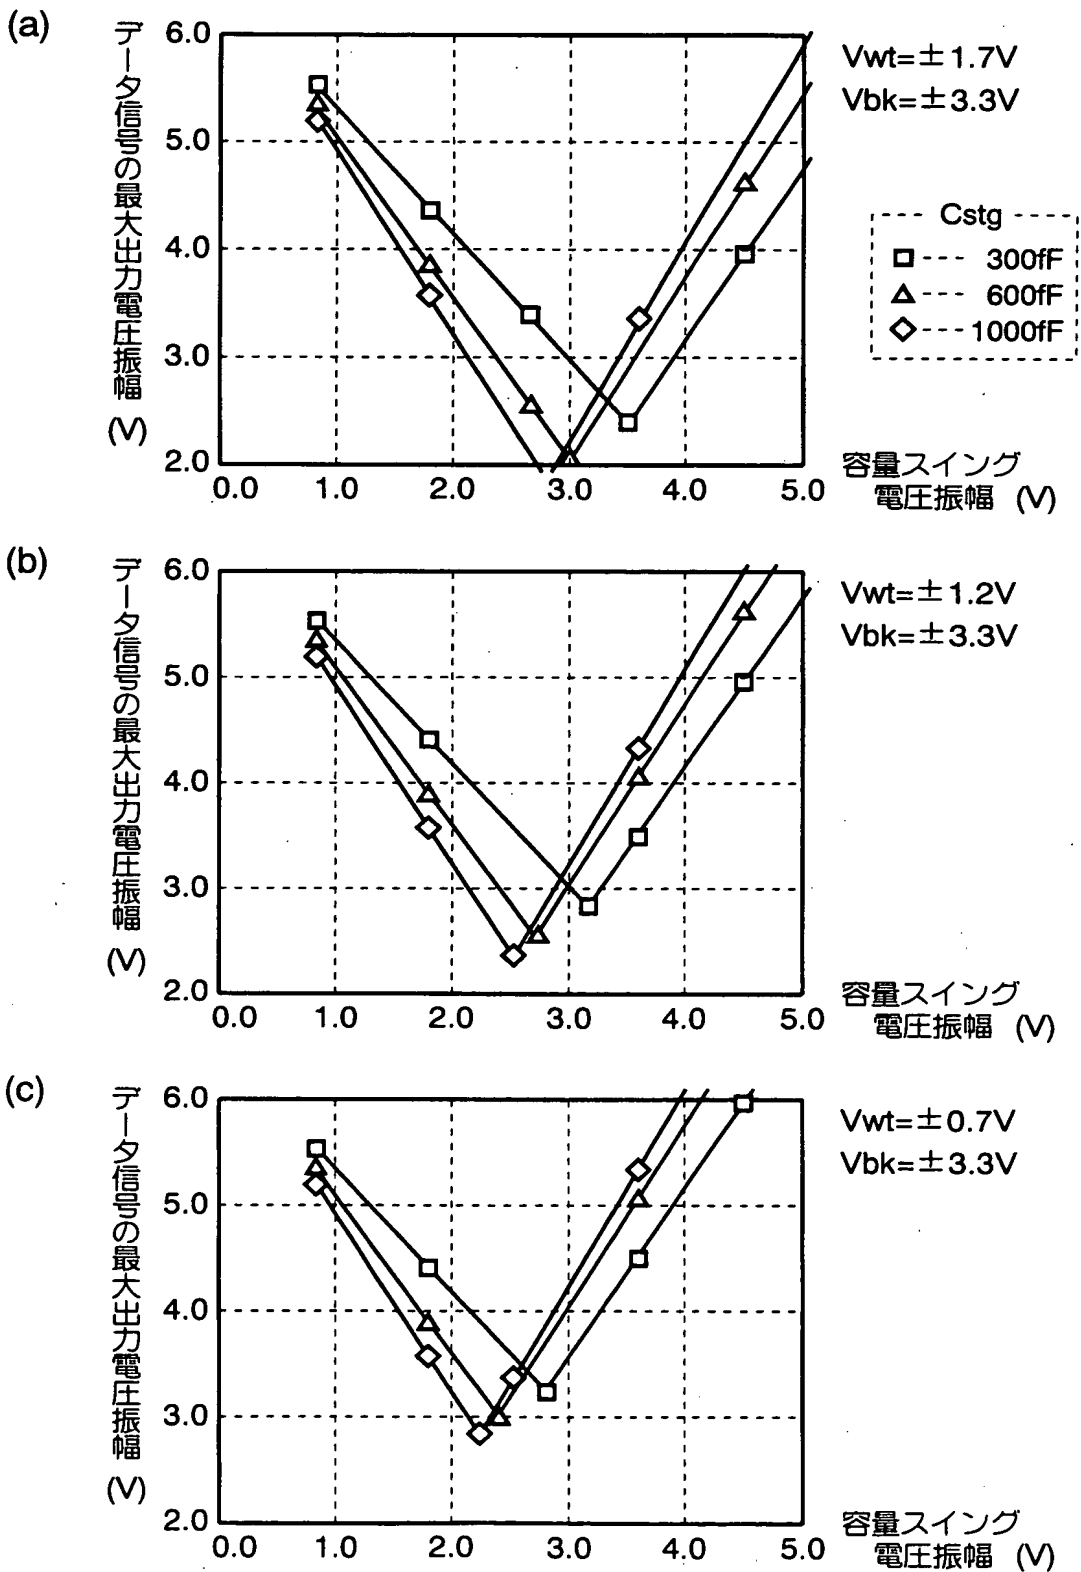 (a)
データ信号の最大出力電圧振幅
(V)
6.0
5.0
4.0
3.0
2.0
0.0 1.0 2.0 3.0 4.0 5.0
容量スイング
電圧振幅 (V)
Vwt=±1.7V
Vbk=±3.3V
Cstg
300fF
600fF
1000fF
(b)
データ信号の最大出力電圧振幅
(V)
6.0
5.0
4.0
3.0
2.0
0.0 1.0 2.0 3.0 4.0 5.0
容量スイング
電圧振幅 (V)
Vwt=±1.2V
Vbk=±3.3V
(c)
データ信号の最大出力電圧振幅
(V)
6.0
5.0
4.0
3.0
2.0
0.0 1.0 2.0 3.0 4.0 5.0
容量スイング
電圧振幅 (V)
Vwt=±0.7V
Vbk=±3.3V